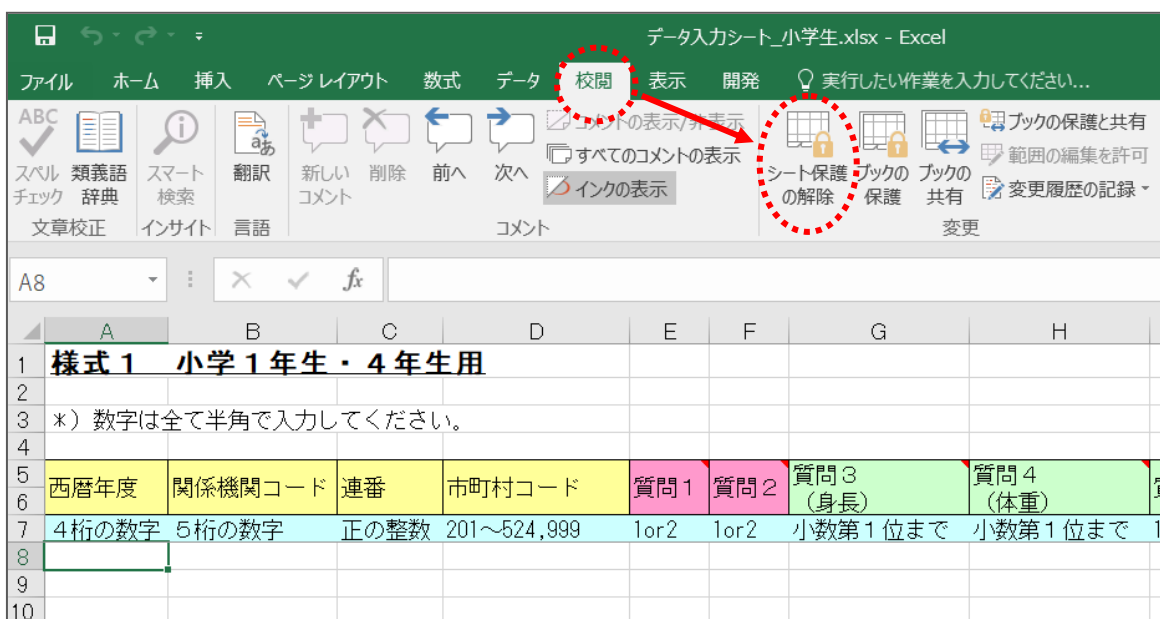 データ入力シート_小学生.xlsx - Excel
ファイル ホーム 挿入 ページ レイアウト 数式 データ 校閲 表示 開発 実行したい作業を入力してください...
ABC
スペル
チェック
類義語
辞典
文章校正
スマート
検索
インサイト
翻訳
言語
新しい
コメント
削除
前へ
次へ
コメントの表示/非表示
すべてのコメントの表示
インクの表示
コメント
シート保護
の解除
ブックの
保護
ブックの
共有
ブックの保護と共有
範囲の編集を許可
変更履歴の記録
変更
A8 fx
A B C D E F G H
1 様式1 小学1年生・4年生用
2
3 *)数字は全て半角で入力してください。
4
5
6
西暦年度 関係機関コード 連番 市町村コード 質問1 質問2 質問3
(身長) 質問4
(体重)
7 4桁の数字 5桁の数字 正の整数 201~524,999 1or2 1or2 小数第1位まで 小数第1位まで
8
9
10